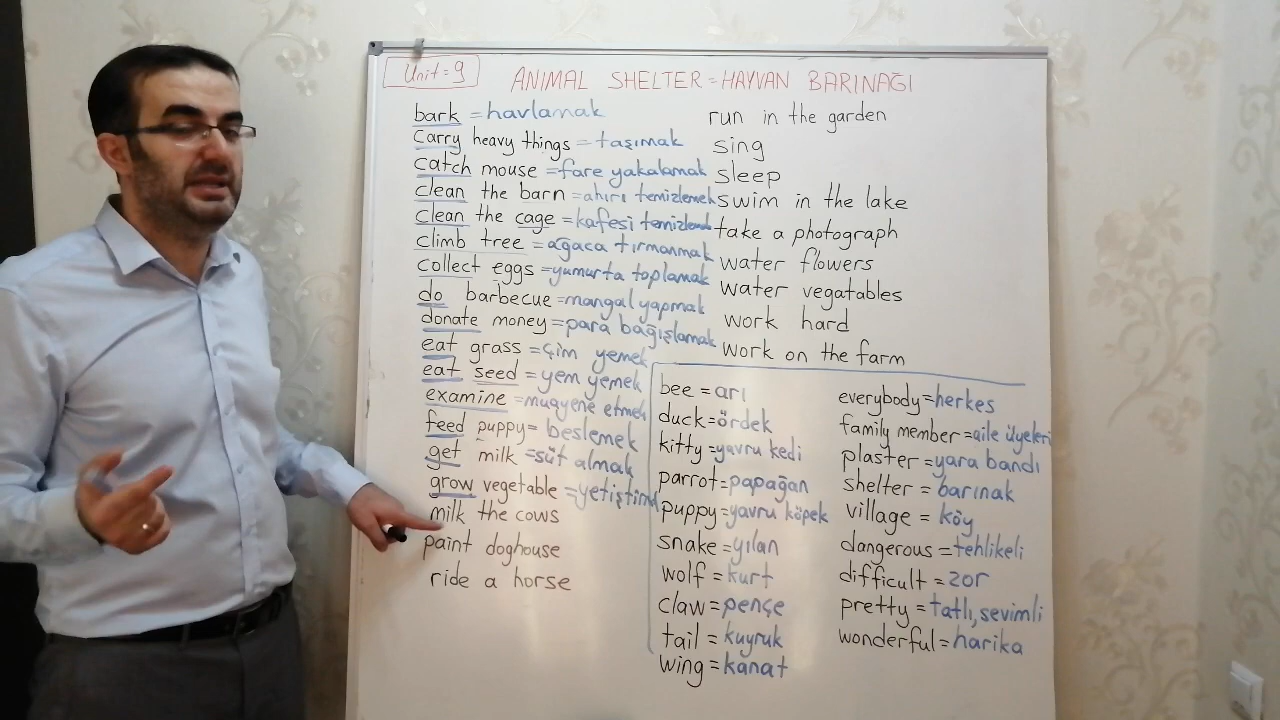 Unit=9
ANIMAL SHELTER=HAYVAN BARINAĞI
bark =havlamak
carry heavy things=taşımak
catch mouse =fare yakalamak
clean the barn =ahırı temizlemek
clean the cage =kafesi
climb tree =ağaca tırmanmak
collect eggs =yumurta toplamak
do barbecue=mangal yapmak
donate money=para bağışlamak
eat grass =çim yemek
eat seed =yem yemek
examine =muayene etmek
feed puppy= beslemek
get milk =süt almak
grow vegetable =
milk the cows
paint doghouse
ride a horse
run in the garden
sing
sleep
swim in the lake
take a photograph
water flowers
water vegatables
work hard
work on the farm
bee =arı
duck=ördek
kitty =yavru kedi
parrot=papağan
puppy=yavru köpek
snake=yılan
wolf =kurt
claw=pençe
tail = kuyruk
wing=kanat
everybody=herkes
family member =aile üyeleri
plaster=yara bandı
shelter = barınak
village = köy
dangerous =tehlikeli
difficult = zor
pretty =tatlı,sevimli
wonderful= harika